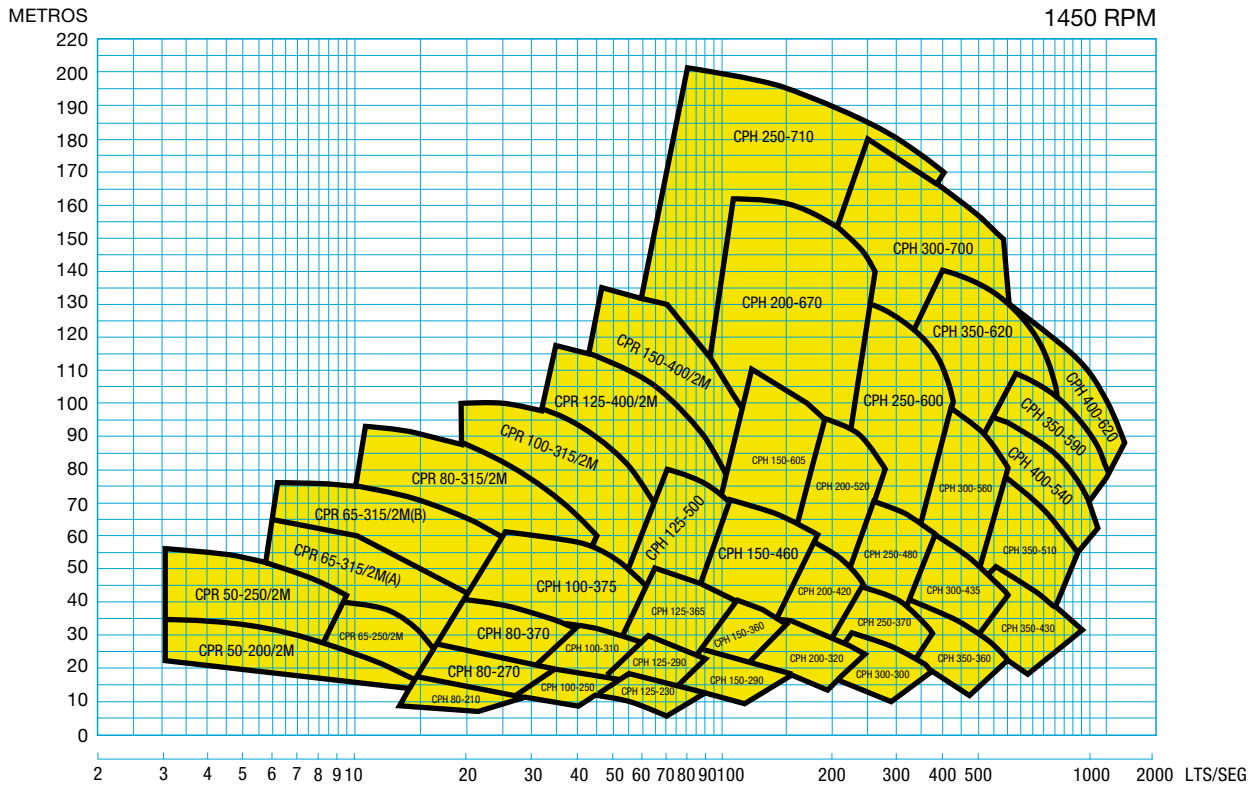 METROS
1450 RPM
220
200
190
180
170
160
150
140
130
120
110
100
90
80
70
60
50
40
30
20
10
0
CPH 250-710
CPH 300-700
CPH 200-670
CPH 350-620
CPR 150-400/2M
CPR 125-400/2M
CPH 250-600
CPH 400-620
CPH 350-590
CPR 100-315/2M
CPH 150-605
CPH 400-540
CPR 80-315/2M
CPH 200-520
CPH 300-560
CPR 65-315/2M(B)
CPH 125-500
CPR 65-315/2M(A)
CPH 150-460
CPH 250-480
CPH 350-510
CPH 100-375
CPR 50-250/2M
CPH 125-365
CPH 200-420
CPH 300-435
CPR 65-250/2M
CPH 80-370
CPH 150-360
CPH 250-370
CPH 350-430
CPR 50-200/2M
CPH 100-310
CPH 125-290
CPH 200-320
CPH 350-360
CPH 80-270
CPH 150-290
CPH 300-300
CPH 80-210
CPH 100-250
CPH 125-230
2 3 4 5 6 7 8 9 10 20 30 40 50 60 70 80 90 100 200 300 400 500 1000 2000 LTS/SEG